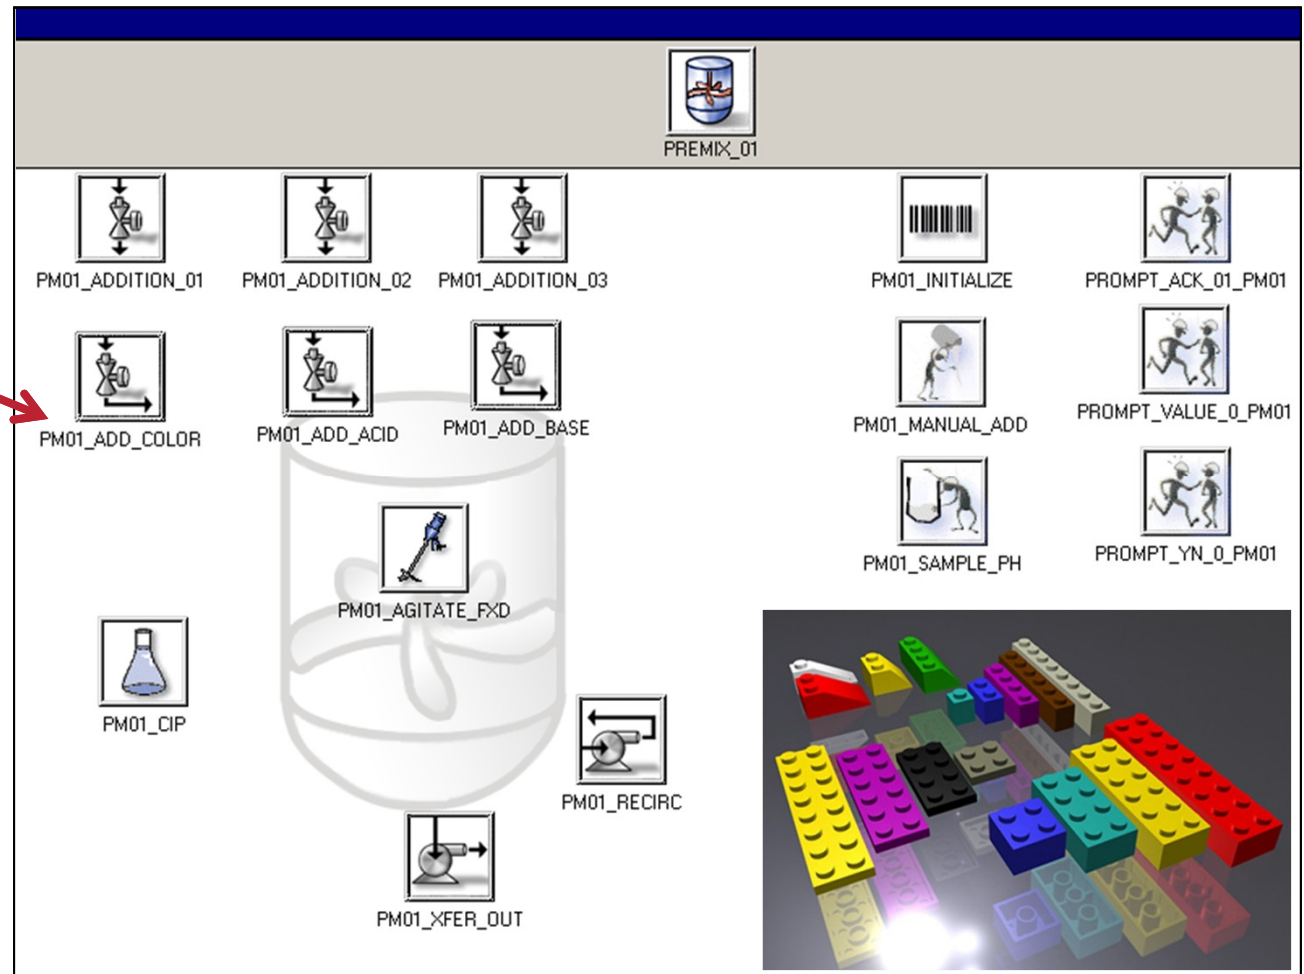 PREMIX_01
PM01_ADDITION_01
PM01_ADDITION_02
PM01_ADDITION_03
PM01_INITIALIZE
PROMPT_ACK_01_PM01
PM01_ADD_COLOR
PM01_ADD_ACID
PM01_ADD_BASE
PM01_MANUAL_ADD
PROMPT_VALUE_0_PM01
PM01_SAMPLE_PH
PROMPT_YN_0_PM01
PM01_AGITATE_FXD
PM01_CIP
PM01_RECIRC
PM01_XFER_OUT